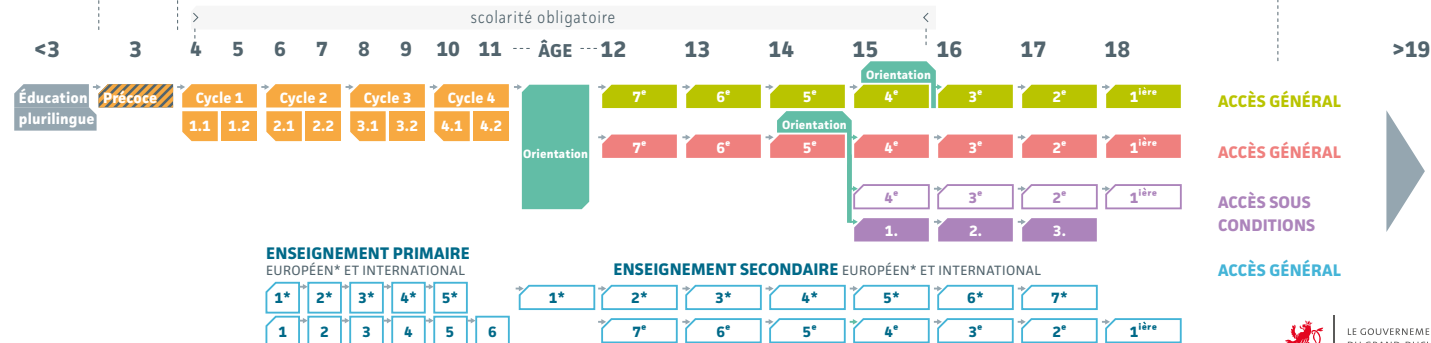 scolarité obligatoire
<3 3 4 5 6 7 8 9 10 11 ÂGE 12 13 14 15 16 17 18 >19
Orientation
Éducation Précoce Cycle 1 Cycle 2 Cycle 3 Cycle 4 7e 6e 5e 4e 3e 2e 1ière ACCÈS GÉNÉRAL
plurilingue 1.1 1.2 2.1 2.2 3.1 3.2 4.1 4.2 Orientation
Orientation 7e 6e 5e 4e 3e 2e 1ière ACCÈS GÉNÉRAL
4e 3e 2e 1ière ACCÈS SOUS
CONDITIONS
1. 2. 3.
ENSEIGNEMENT PRIMAIRE
EUROPÉEN* ET INTERNATIONAL
ENSEIGNEMENT SECONDAIRE EUROPÉEN* ET INTERNATIONAL
ACCÈS GÉNÉRAL
1* 2* 3* 4* 5* 1* 2* 3* 4* 5* 6* 7*
1 2 3 4 5 6 7e 6e 5e 4e 3e 2e 1ière
LE GOUVERNEME